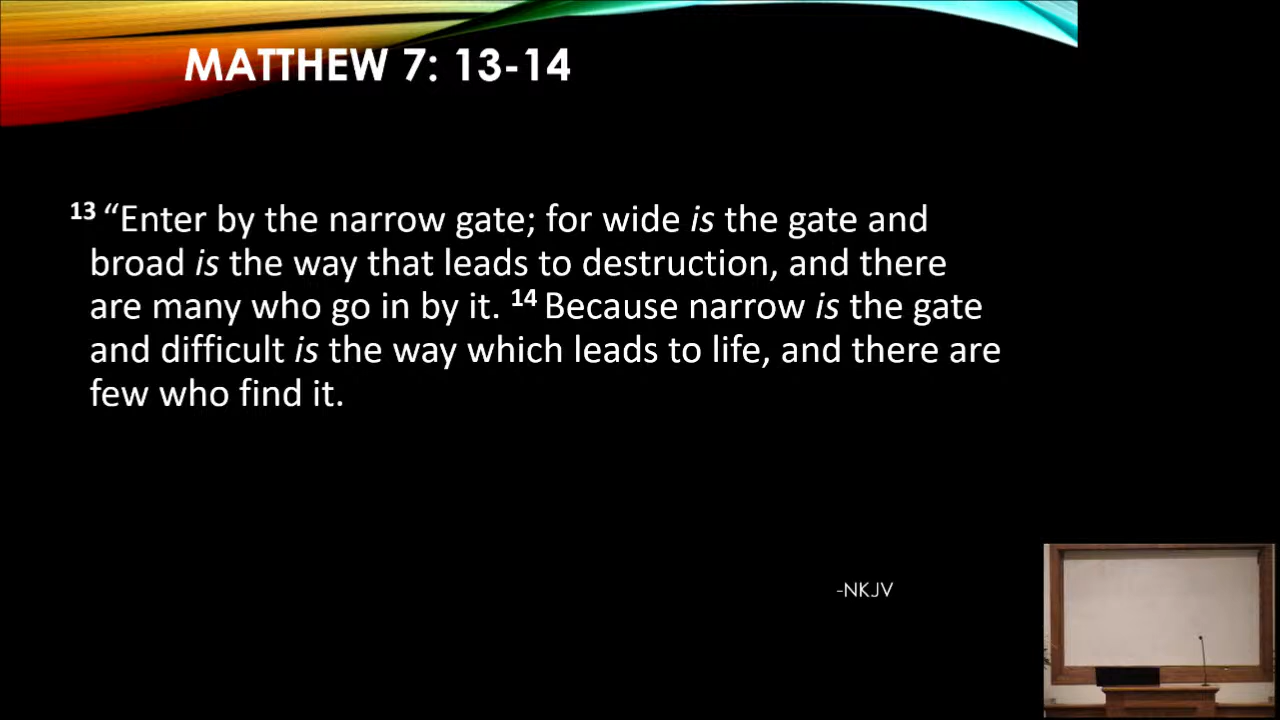 MATTHEW 7: 13-14
13 “Enter by the narrow gate; for wide is the gate and
broad is the way that leads to destruction, and there
are many who go in by it. 14 Because narrow is the gate
and difficult is the way which leads to life, and there are
few who find it.
-NKJV